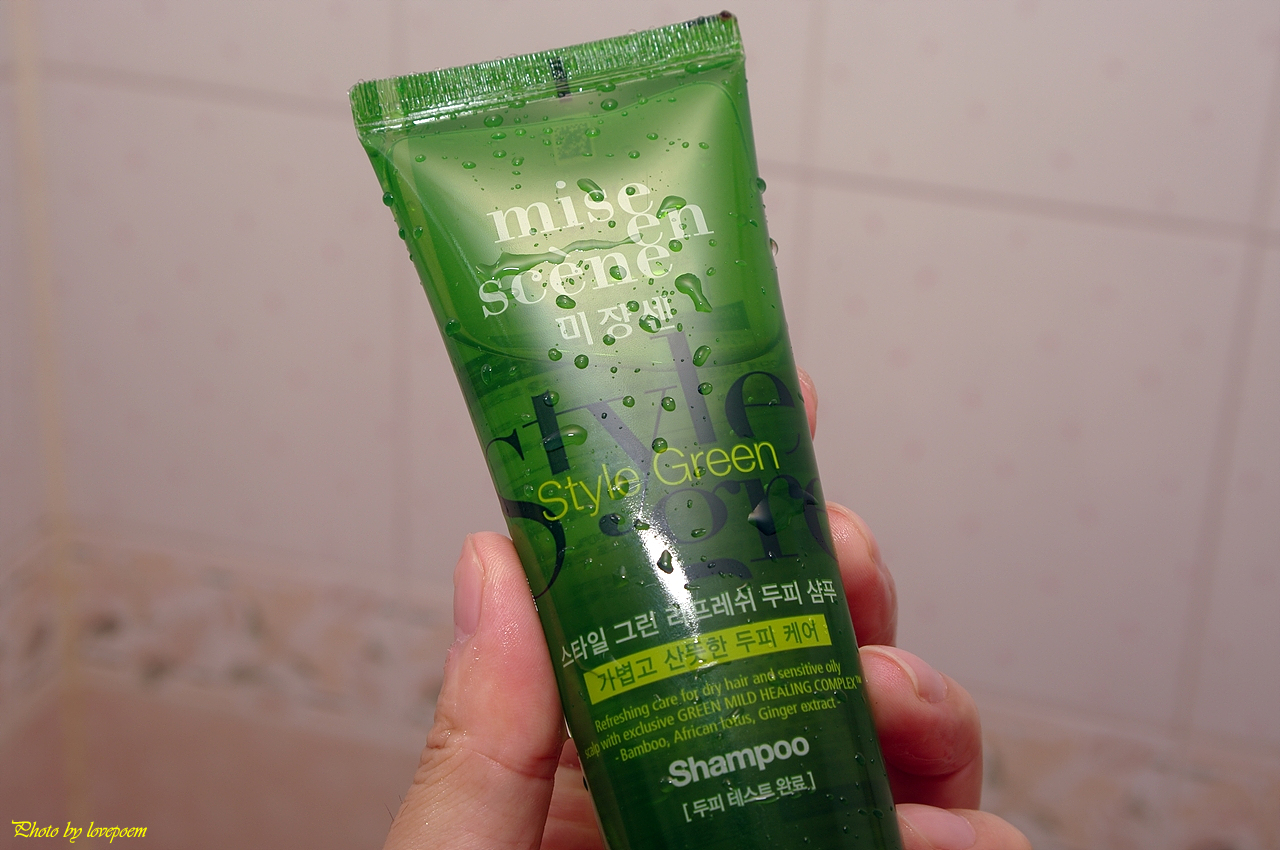 mise
en
scène
미장센
Style
gre
Style Green
스타일 그린 리프레쉬 두피 샴푸
가볍고 산뜻한 두피 케어
Refreshing care for dry hair and sensitive oily
scalp with exclusive GREEN MILD HEALING COMPLEX™
- Bamboo, African lotus, Ginger extract -
Shampoo
[ 두피 테스트 완료 ]
Photo by lovepoem